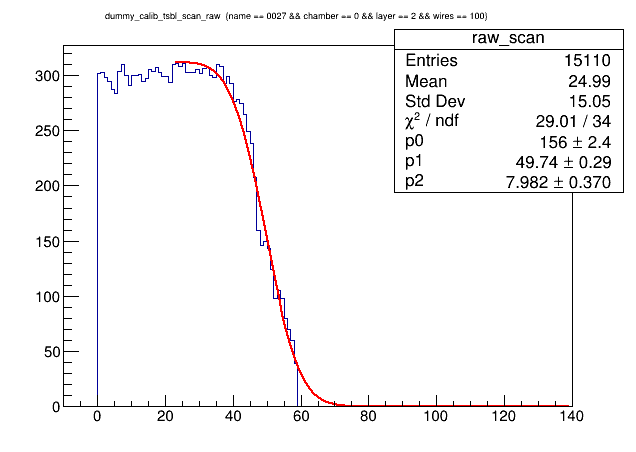 dummy_calib_tsbl_scan_raw (name == 0027 && chamber == 0 && layer == 2 && wires == 100)
raw_scan
Entries 15110
Mean 24.99
Std Dev 15.05
χ² / ndf 29.01 / 34
p0 156 ± 2.4
p1 49.74 ± 0.29
p2 7.982 ± 0.370
300
250
200
150
100
50
0
0 20 40 60 80 100 120 140